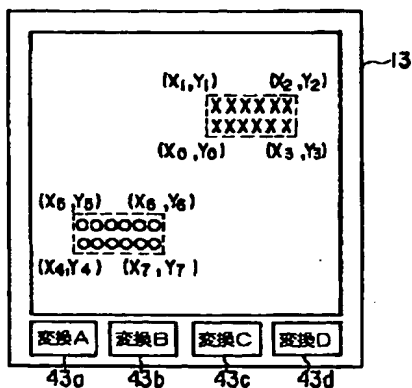 13
(X₁,Y₁) (X₂,Y₂)
XXXXXX
XXXXXX
(X₀,Y₀) (X₃,Y₃)
(X₅,Y₅) (X₆,Y₆)
OOOOOO
OOOOOO
(X₄,Y₄) (X₇,Y₇)
変換A 変換B 変換C 変換D
43a 43b 43c 43d